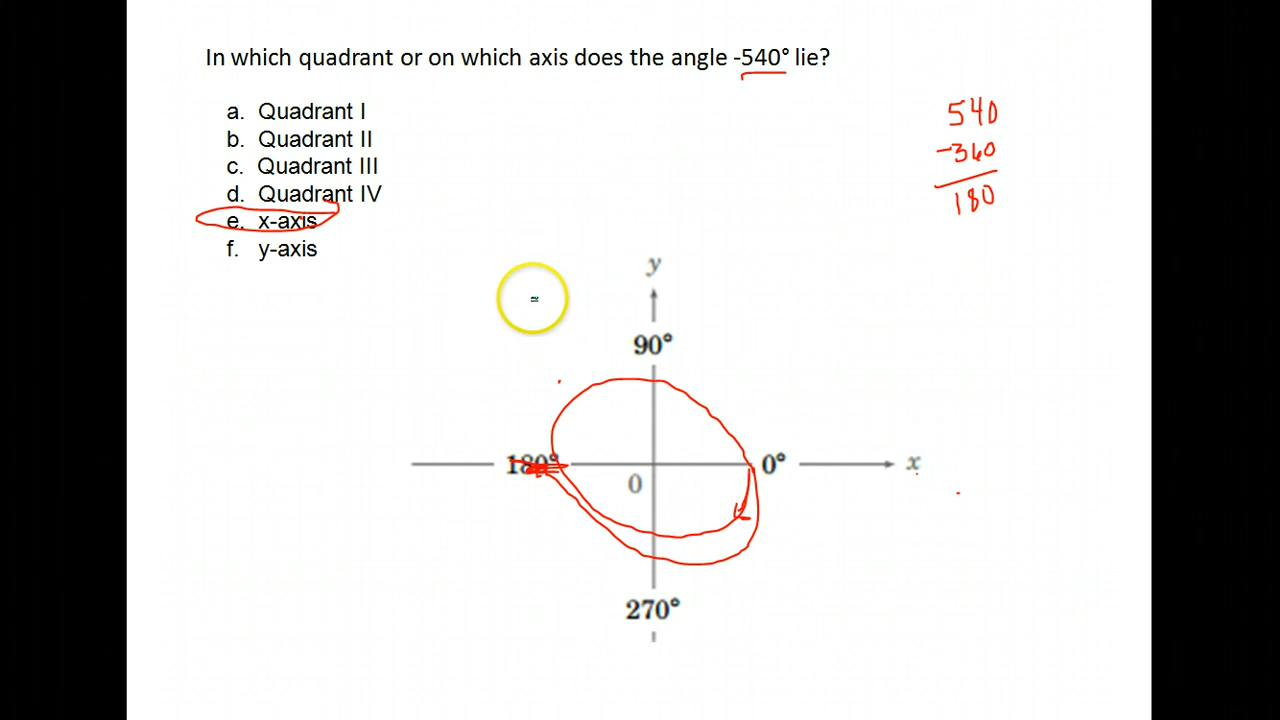 In which quadrant or on which axis does the angle -540° lie?
a. Quadrant I
b. Quadrant II
c. Quadrant III
d. Quadrant IV
e. x-axis
f. y-axis
540
-360
180
y
90°
180°
0°
x
0
270°